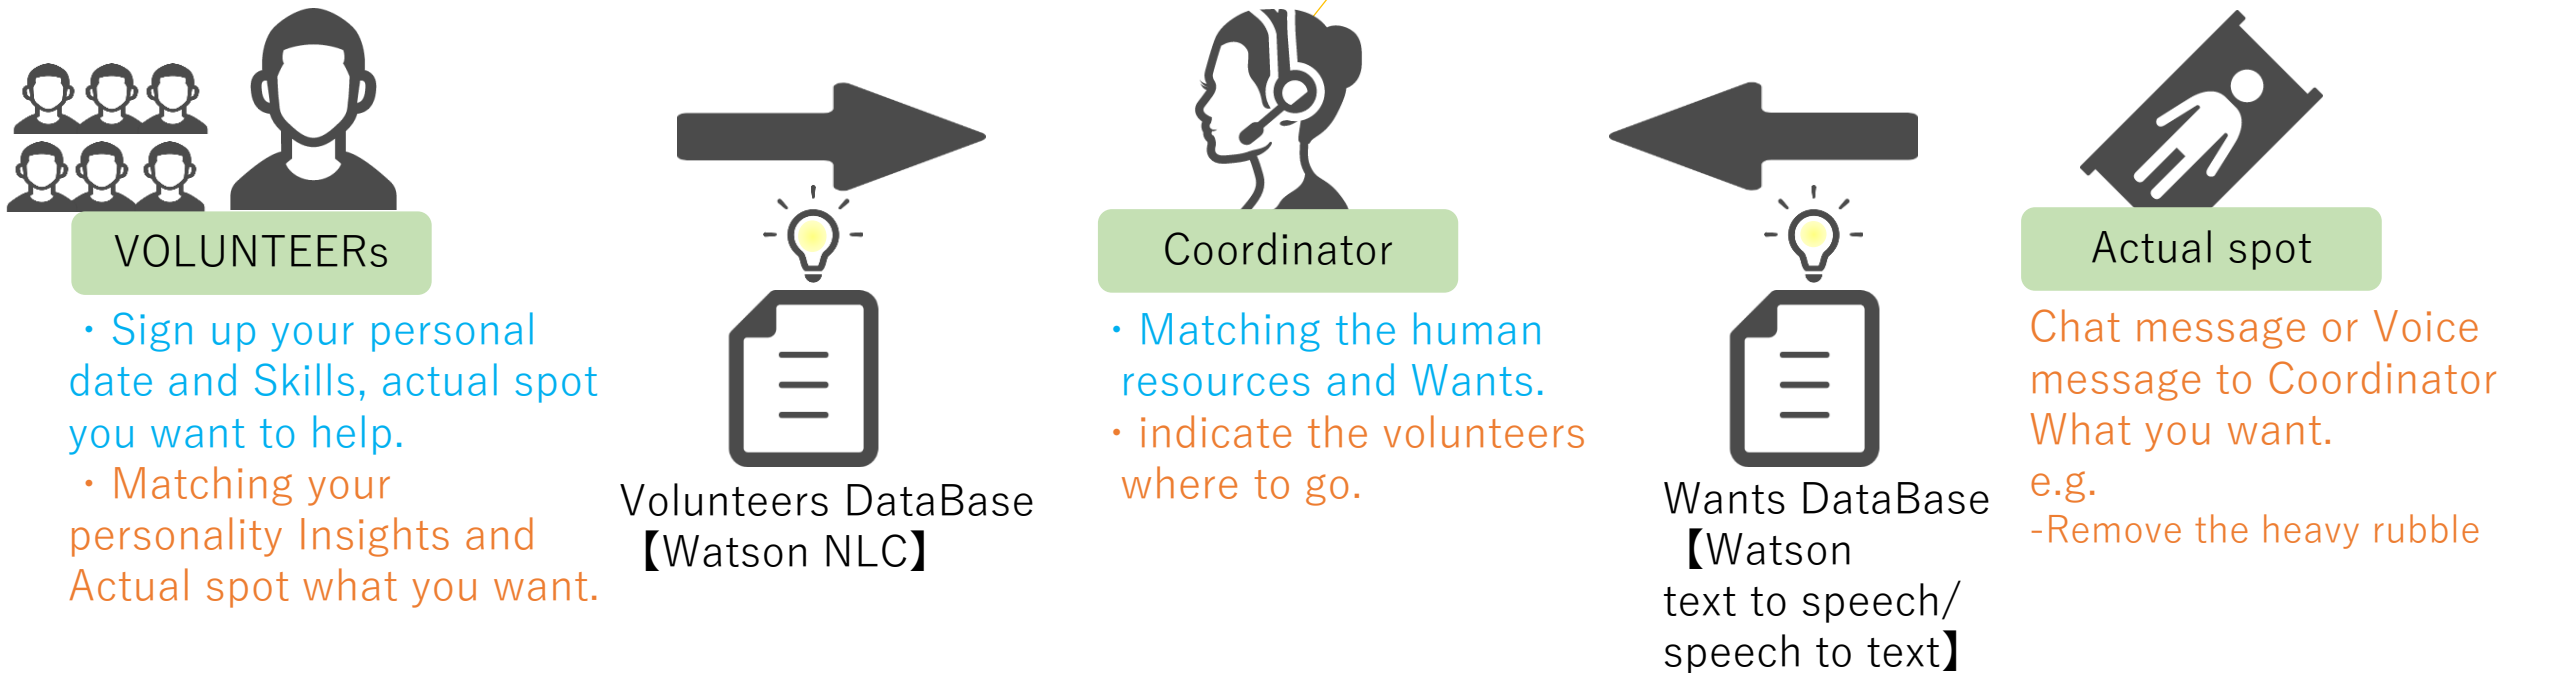 VOLUNTEERs
・Sign up your personal
date and Skills, actual spot
you want to help.
・Matching your
personality Insights and
Actual spot what you want.
Volunteers DataBase
【Watson NLC】
Coordinator
・Matching the human
resources and Wants.
・indicate the volunteers
where to go.
Wants DataBase
【Watson
text to speech/
speech to text】
Actual spot
Chat message or Voice
message to Coordinator
What you want.
e.g.
-Remove the heavy rubble